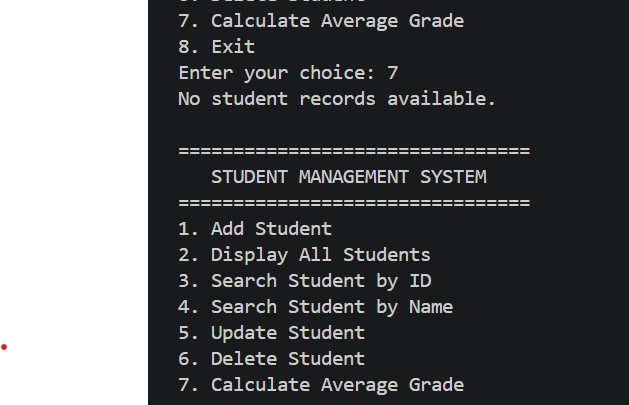 7. Calculate Average Grade
8. Exit
Enter your choice: 7
No student records available.
================================
STUDENT MANAGEMENT SYSTEM
================================
1. Add Student
2. Display All Students
3. Search Student by ID
4. Search Student by Name
5. Update Student
6. Delete Student
7. Calculate Average Grade